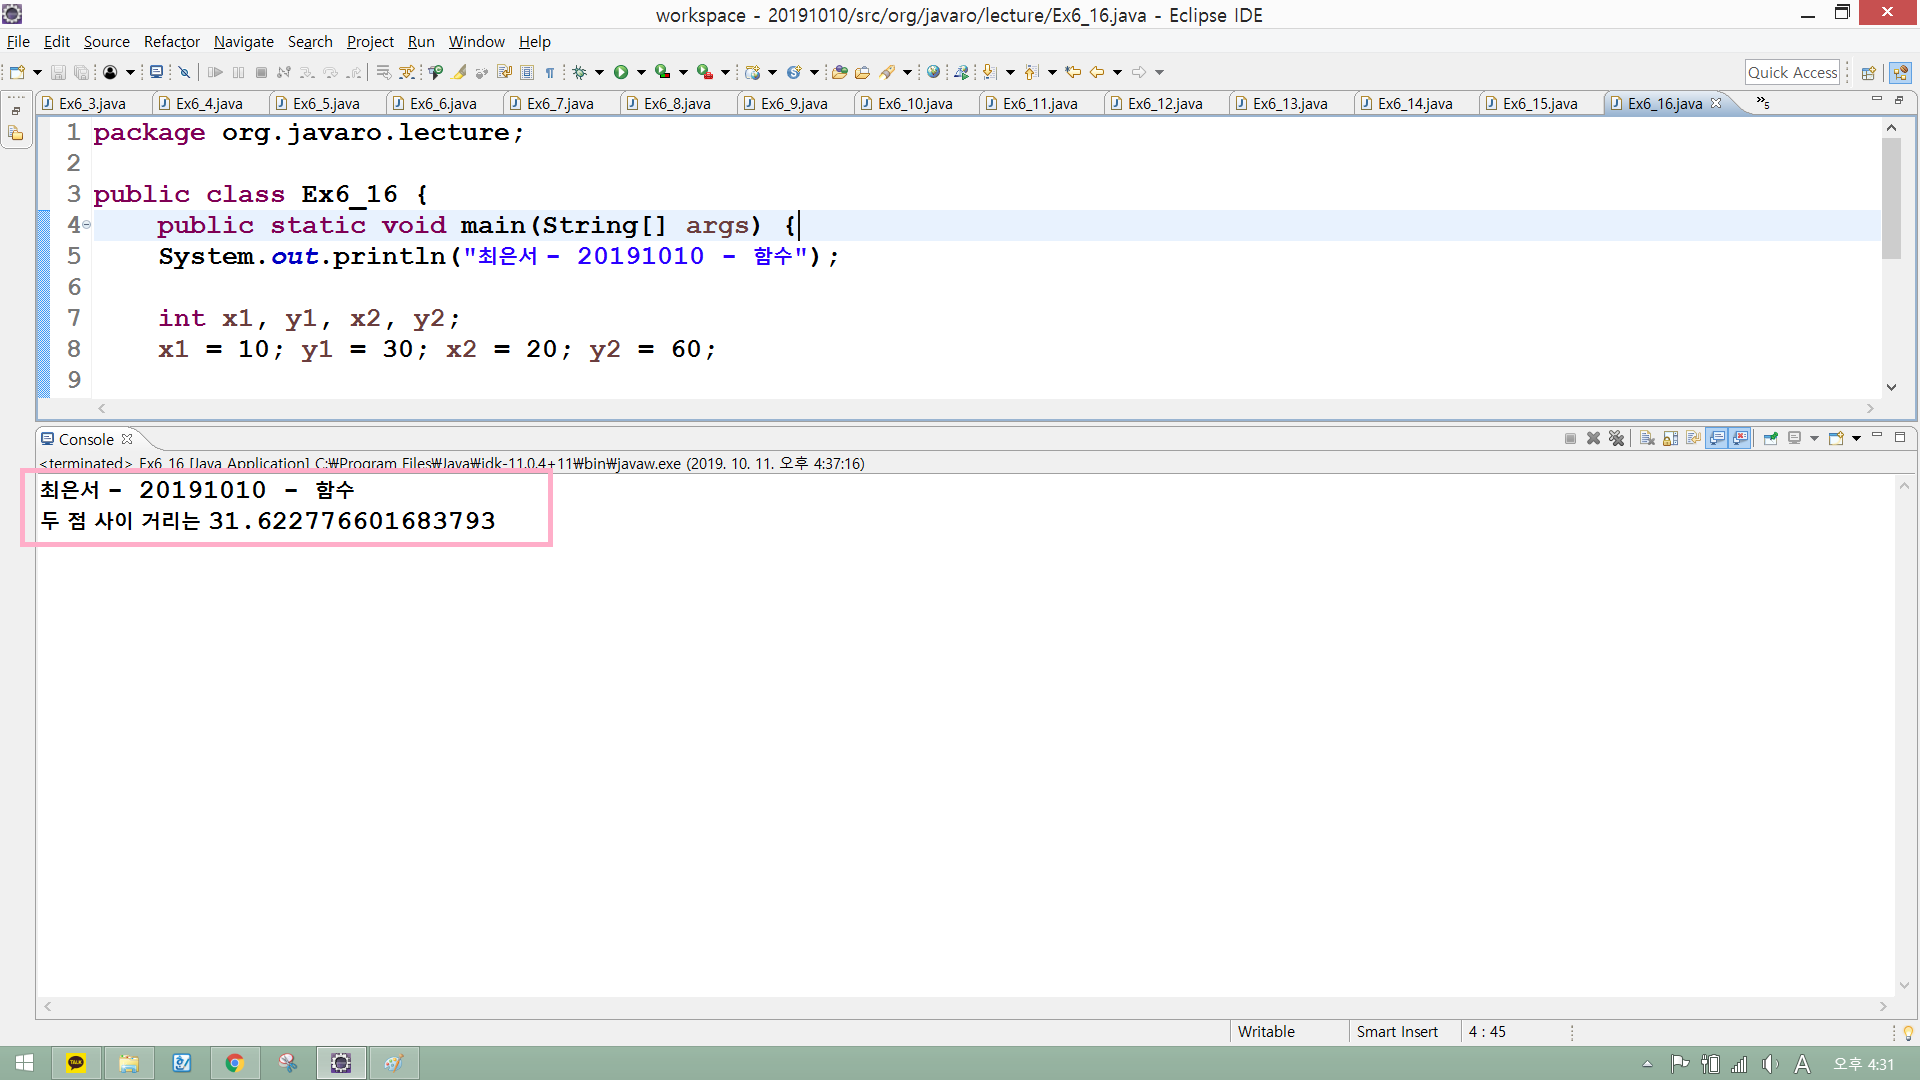 workspace - 20191010/src/org/javaro/lecture/Ex6_16.java - Eclipse IDE
File Edit Source Refactor Navigate Search Project Run Window Help
Quick Access
Ex6_3.java Ex6_4.java Ex6_5.java Ex6_6.java Ex6_7.java Ex6_8.java Ex6_9.java Ex6_10.java Ex6_11.java Ex6_12.java Ex6_13.java Ex6_14.java Ex6_15.java Ex6_16.java »5
1 package org.javaro.lecture;
2
3 public class Ex6_16 {
4 public static void main(String[] args) {
5 System.out.println("최은서 - 20191010 - 함수");
6
7 int x1, y1, x2, y2;
8 x1 = 10; y1 = 30; x2 = 20; y2 = 60;
9
Console
<terminated> Ex6_16 [Java Application] C:₩Program Files₩Java₩jdk-11.0.4+11₩bin₩javaw.exe (2019. 10. 11. 오후 4:37:16)
최은서 - 20191010 - 함수
두 점 사이 거리는 31.622776601683793
Writable Smart Insert 4 : 45
TALK
A 오후 4:31